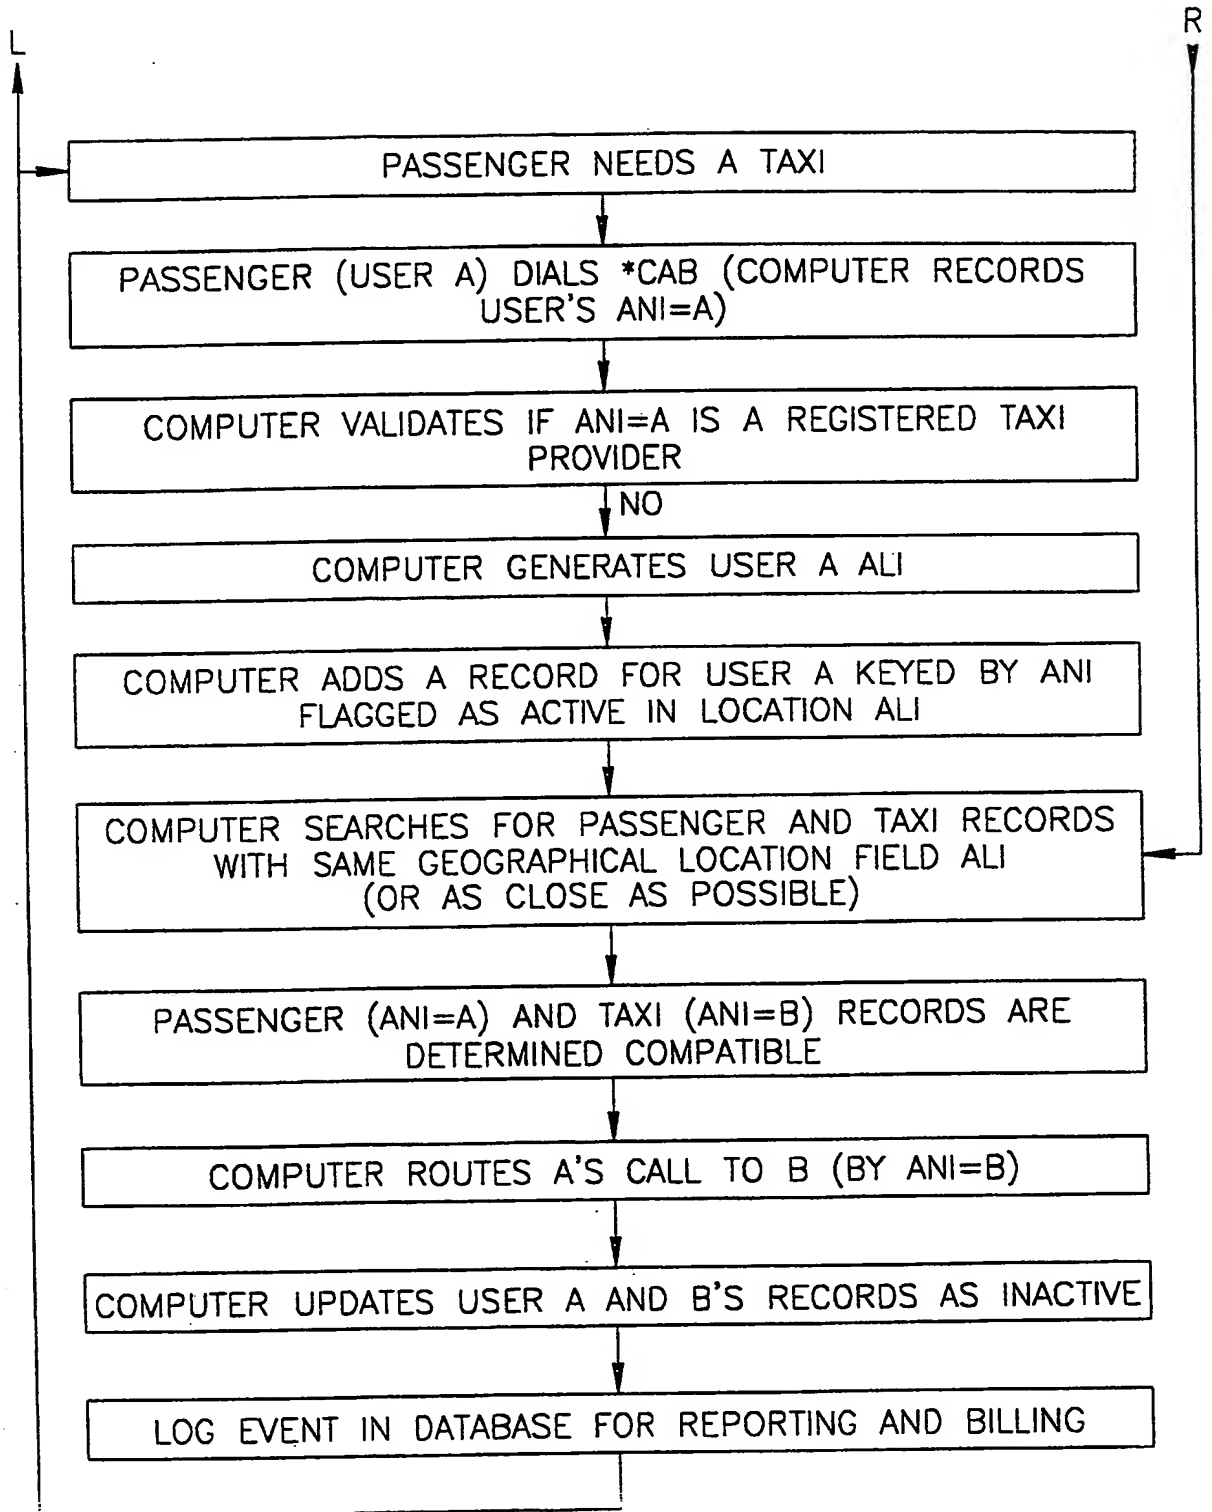 L
R
PASSENGER NEEDS A TAXI
PASSENGER (USER A) DIALS *CAB (COMPUTER RECORDS
USER'S ANI=A)
COMPUTER VALIDATES IF ANI=A IS A REGISTERED TAXI
PROVIDER
NO
COMPUTER GENERATES USER A ALI
COMPUTER ADDS A RECORD FOR USER A KEYED BY ANI
FLAGGED AS ACTIVE IN LOCATION ALI
COMPUTER SEARCHES FOR PASSENGER AND TAXI RECORDS
WITH SAME GEOGRAPHICAL LOCATION FIELD ALI
(OR AS CLOSE AS POSSIBLE)
PASSENGER (ANI=A) AND TAXI (ANI=B) RECORDS ARE
DETERMINED COMPATIBLE
COMPUTER ROUTES A'S CALL TO B (BY ANI=B)
COMPUTER UPDATES USER A AND B'S RECORDS AS INACTIVE
LOG EVENT IN DATABASE FOR REPORTING AND BILLING